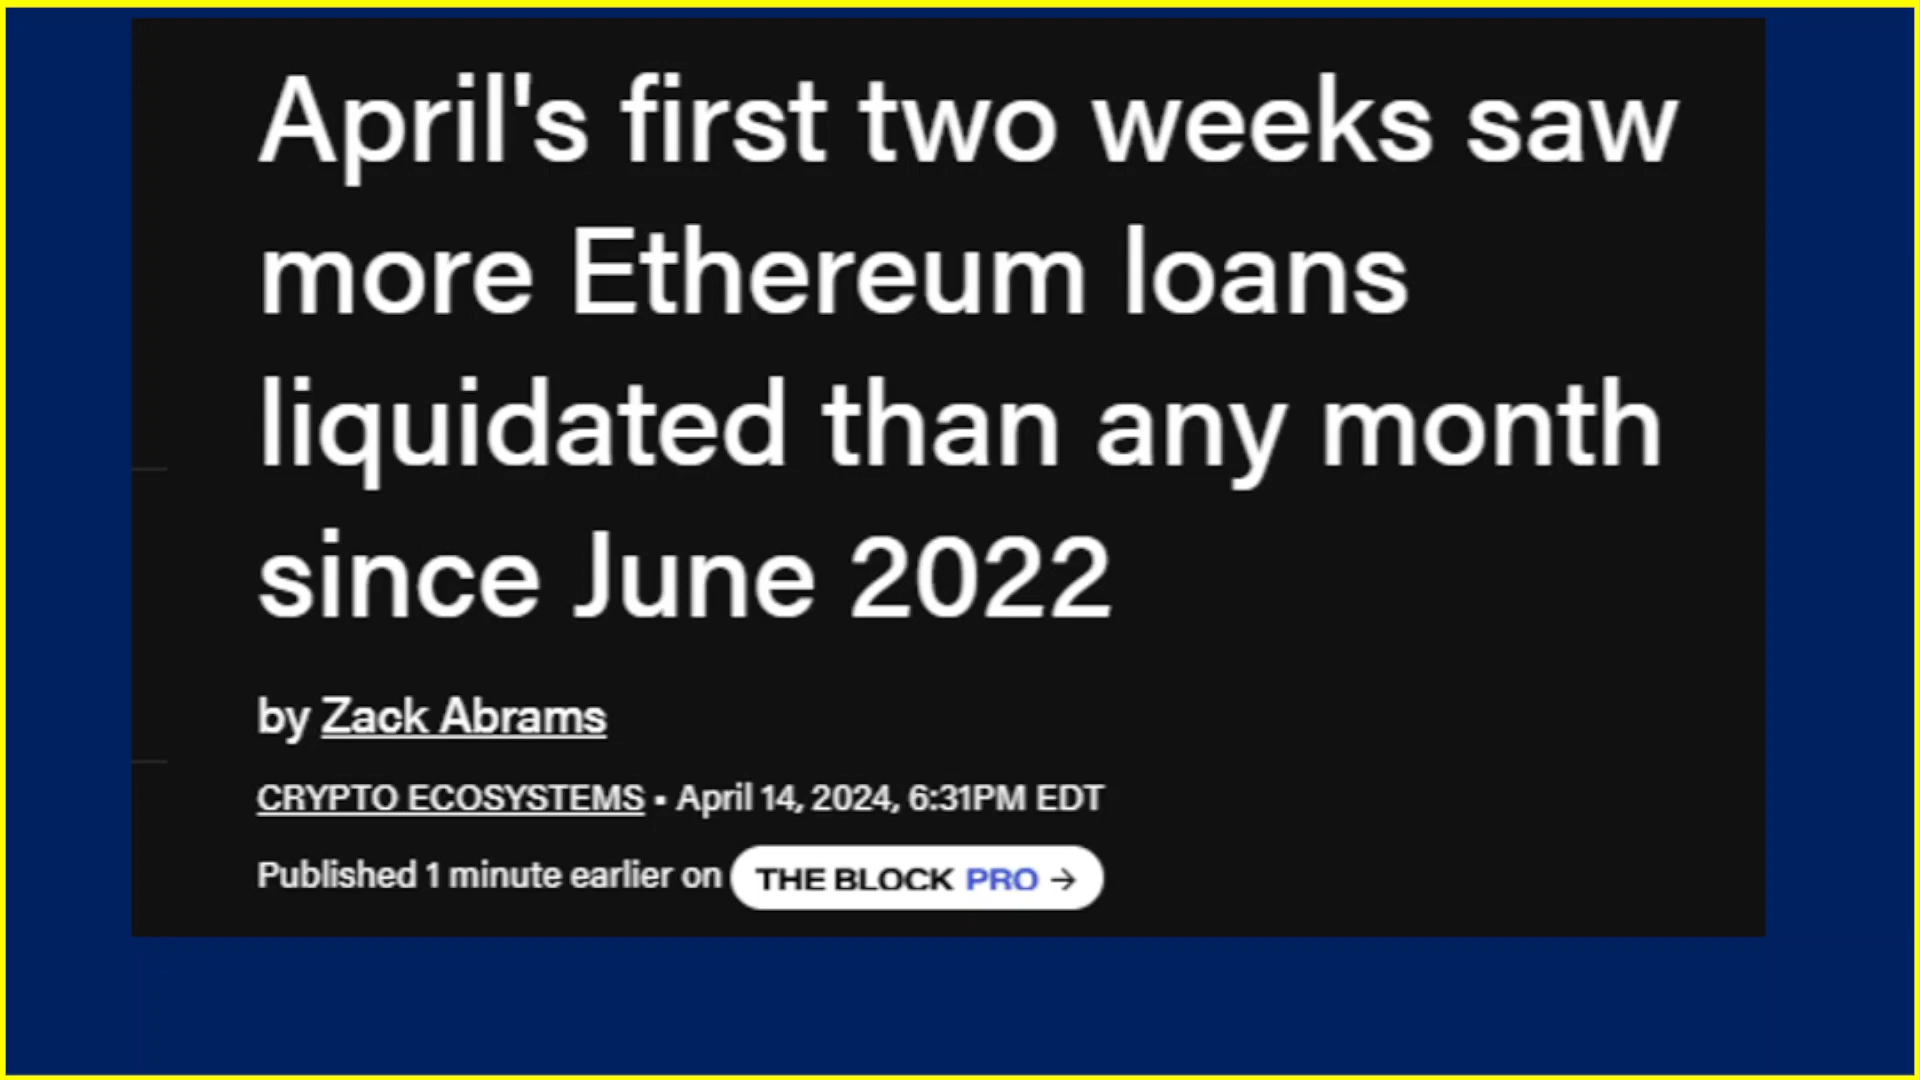 April's first two weeks saw
more Ethereum loans
liquidated than any month
since June 2022
by Zack Abrams
CRYPTO ECOSYSTEMS • April 14, 2024, 6:31PM EDT
Published 1 minute earlier on THE BLOCK PRO →